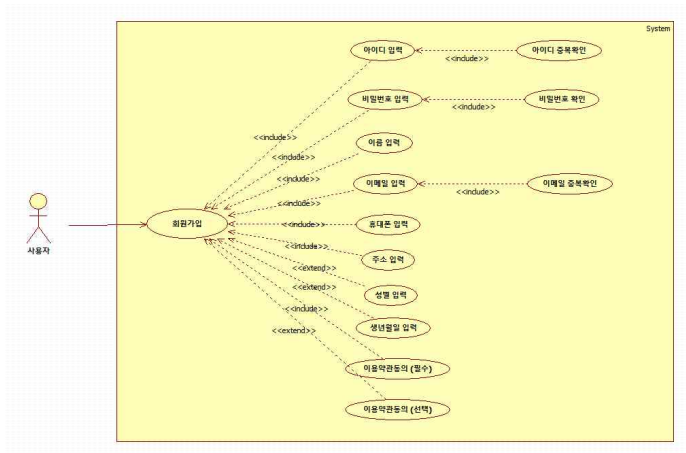 System
아이디 입력
아이디 중복확인
<<include>>
비밀번호 입력
비밀번호 확인
<<include>>
<<include>>
이름 입력
<<include>>
<<include>>
이메일 입력
이메일 중복확인
<<include>>
<<include>>
회원가입
휴대폰 입력
<<include>>
사용자
<<include>>
주소 입력
<<extend>>
성별 입력
<<extend>>
<<include>>
생년월일 입력
<<extend>>
이용약관동의 (필수)
이용약관동의 (선택)